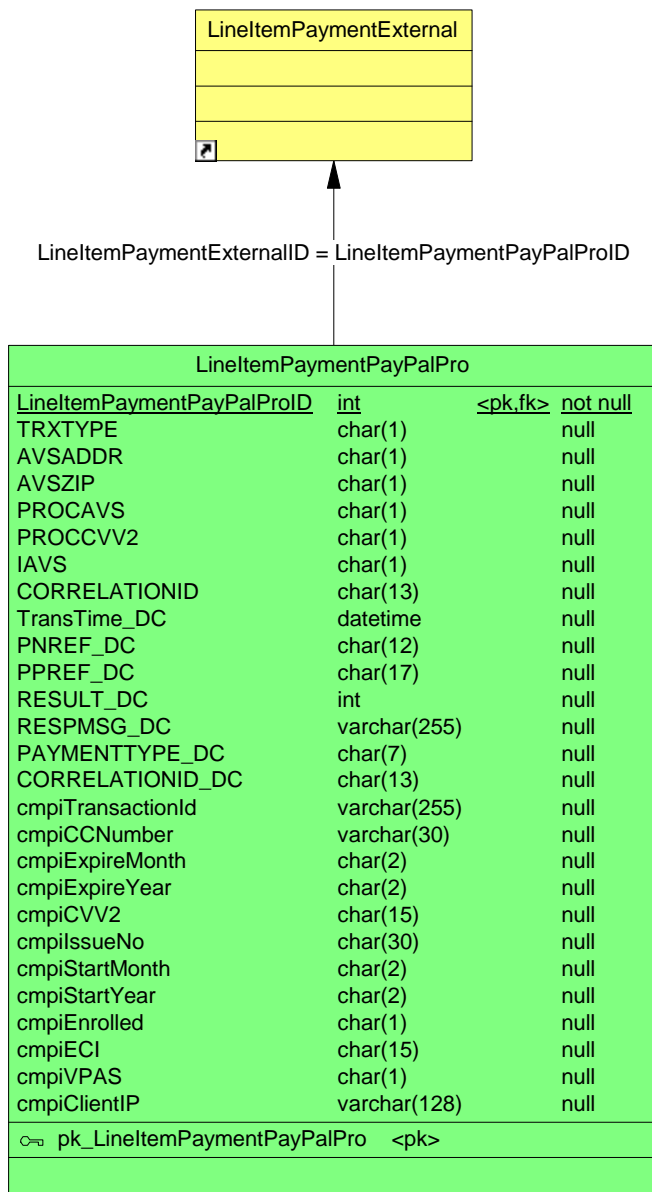 LineItemPaymentExternal
LineItemPaymentExternalID = LineItemPaymentPayPalProID
LineItemPaymentPayPalPro
LineItemPaymentPayPalProID int <pk,fk> not null
TRXTYPE char(1) null
AVSADDR char(1) null
AVSZIP char(1) null
PROCAVS char(1) null
PROCCVV2 char(1) null
IAVS char(1) null
CORRELATIONID char(13) null
TransTime_DC datetime null
PNREF_DC char(12) null
PPREF_DC char(17) null
RESULT_DC int null
RESPMSG_DC varchar(255) null
PAYMENTTYPE_DC char(7) null
CORRELATIONID_DC char(13) null
cmpiTransactionId varchar(255) null
cmpiCCNumber varchar(30) null
cmpiExpireMonth char(2) null
cmpiExpireYear char(2) null
cmpiCVV2 char(15) null
cmpiIssueNo char(30) null
cmpiStartMonth char(2) null
cmpiStartYear char(2) null
cmpiEnrolled char(1) null
cmpiECI char(15) null
cmpiVPAS char(1) null
cmpiClientIP varchar(128) null
pk_LineItemPaymentPayPalPro <pk>